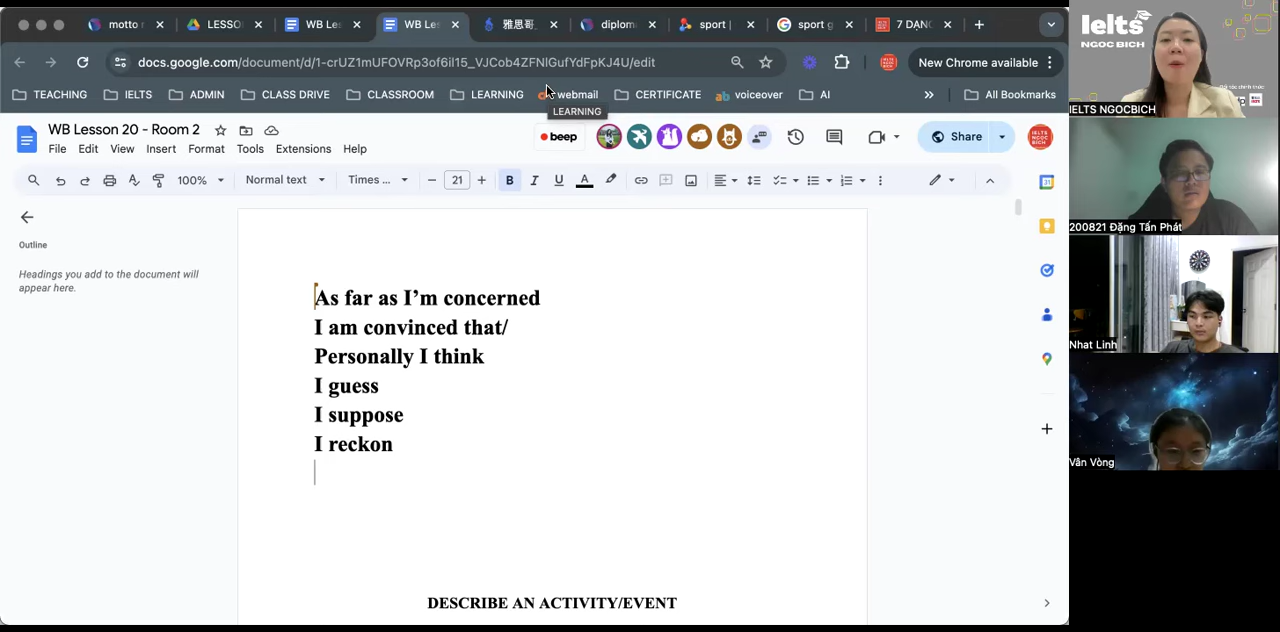 motto
LESSO
WB Le
WB Les
雅思哥
diplom
sport |
sport g
7 DẠNG
docs.google.com/document/d/1-crUZ1mUFOVRp3of6il15_VJCob4ZFNlGufYdFpKJ4U/edit
New Chrome available
TEACHING
IELTS
ADMIN
CLASS DRIVE
CLASSROOM
LEARNING
webmail
CERTIFICATE
voiceover
AI
All Bookmarks
LEARNING
WB Lesson 20 - Room 2
File Edit View Insert Format Tools Extensions Help
beep
Share
100%
Normal text
Times ...
21
B I U A
Outline
Headings you add to the document will
appear here.
As far as I’m concerned
I am convinced that/
Personally I think
I guess
I suppose
I reckon
DESCRIBE AN ACTIVITY/EVENT
Ielts
NGOC BICH
IELTS NGOCBICH
200821 Đặng Tấn Phát
Nhat Linh
Vân Vòng